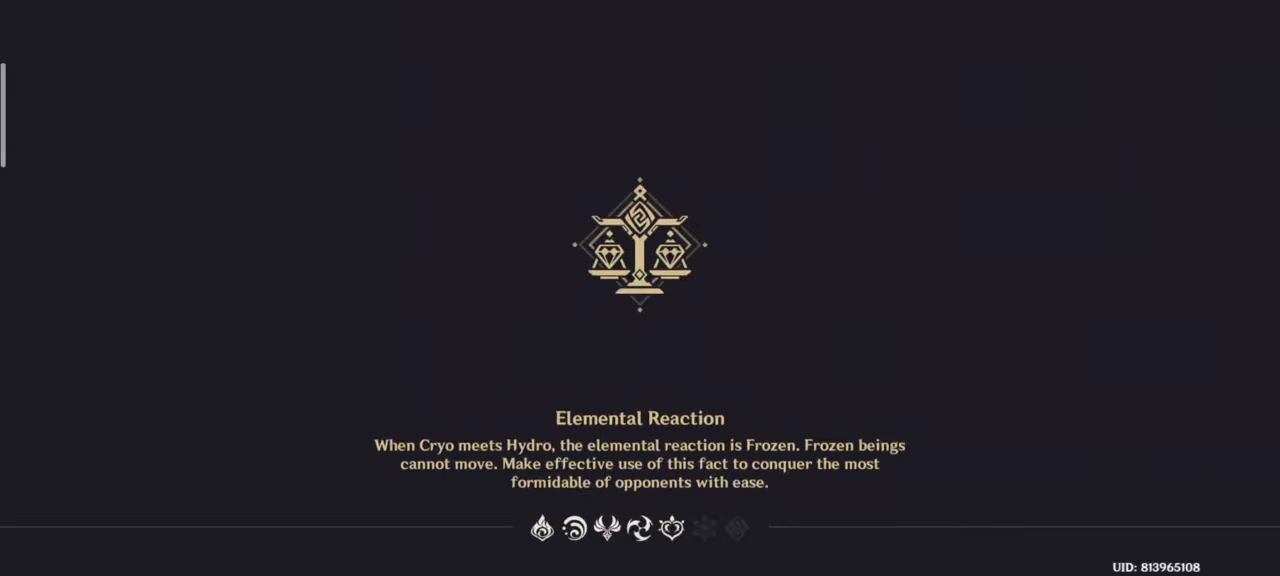 Elemental Reaction
When Cryo meets Hydro, the elemental reaction is Frozen. Frozen beings
cannot move. Make effective use of this fact to conquer the most
formidable of opponents with ease.
UID: 813965108